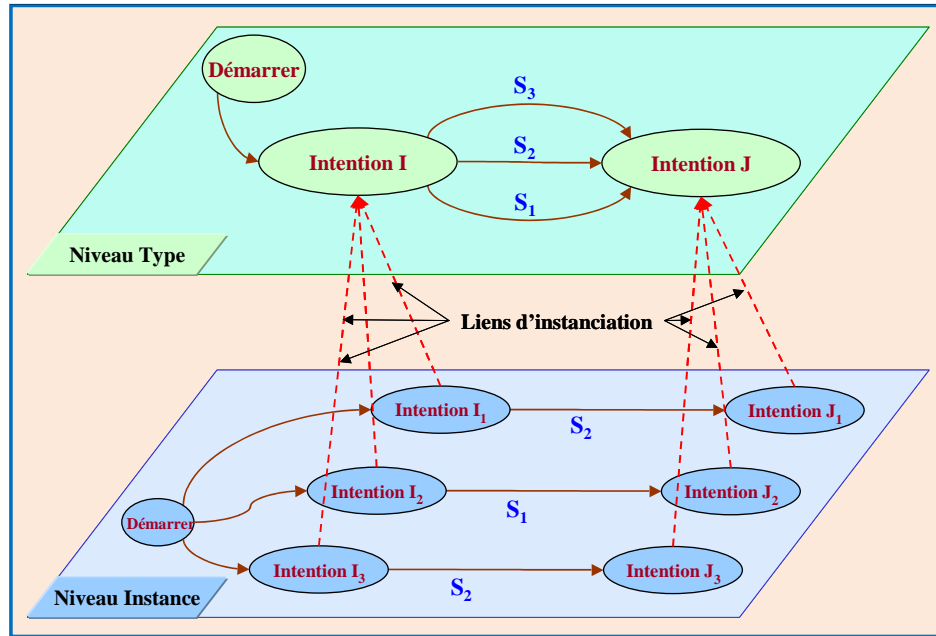 Démarrer
S3
Intention I
S2
Intention J
S1
Niveau Type
Liens d’instanciation
Intention I1
S2
Intention J1
Intention I2
S1
Intention J2
Démarrer
Intention I3
S2
Intention J3
Niveau Instance